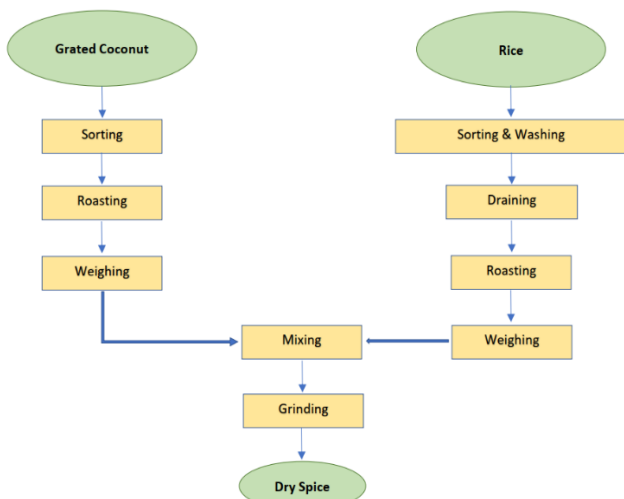 Grated Coconut
Rice
Sorting
Sorting & Washing
Roasting
Draining
Weighing
Roasting
Mixing
Weighing
Grinding
Dry Spice